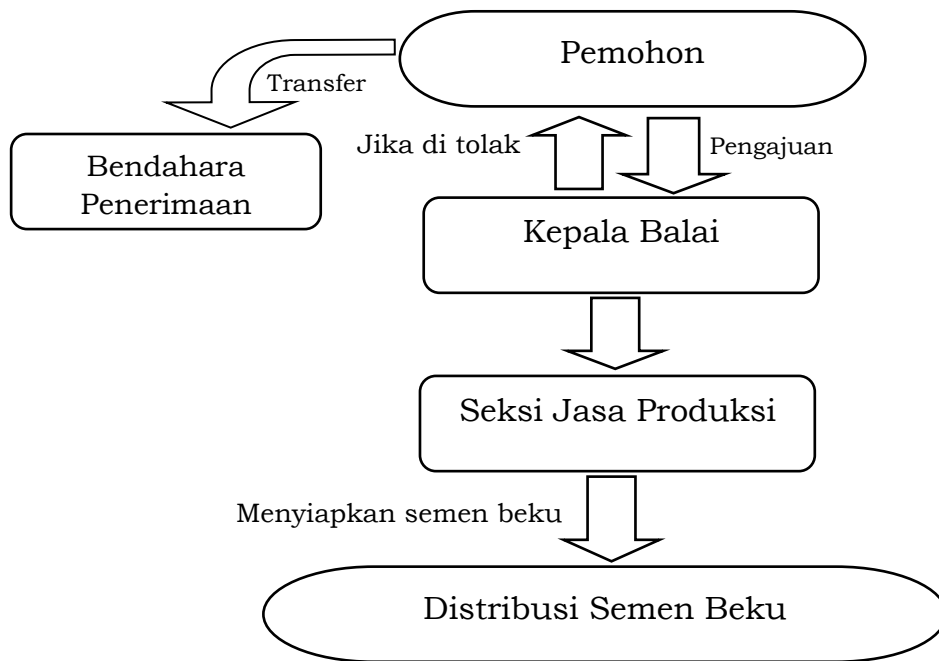 Pemohon
Transfer
Bendahara
Penerimaan
Jika di tolak
Pengajuan
Kepala Balai
Seksi Jasa Produksi
Menyiapkan semen beku
Distribusi Semen Beku